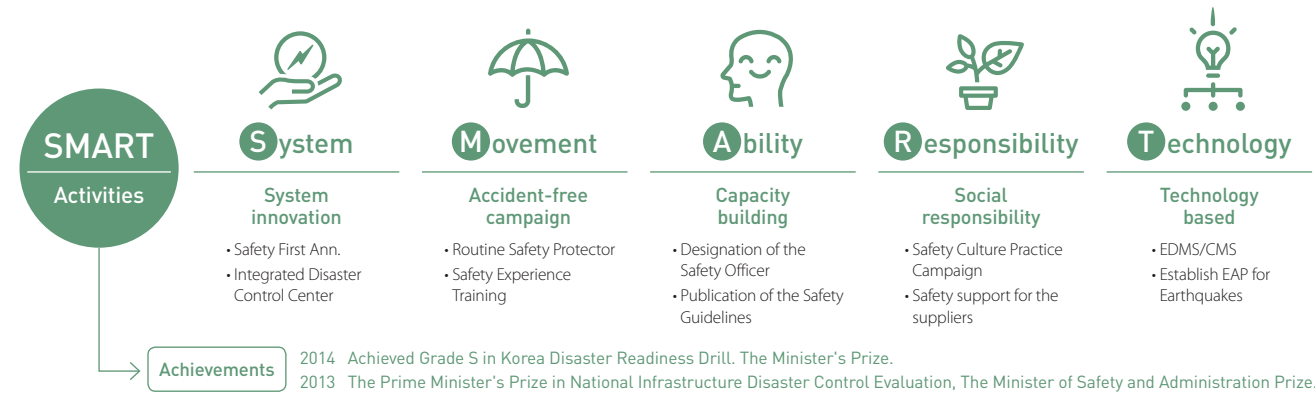 SMART
Activities
System
System
innovation
• Safety First Ann.
• Integrated Disaster
Control Center
Movement
Accident-free
campaign
• Routine Safety Protector
• Safety Experience
Training
Ability
Capacity
building
• Designation of the
Safety Officer
• Publication of the Safety
Guidelines
Responsibility
Social
responsibility
• Safety Culture Practice
Campaign
• Safety support for the
suppliers
Technology
Technology
based
• EDMS/CMS
• Establish EAP for
Earthquakes
Achievements
2014 Achieved Grade S in Korea Disaster Readiness Drill. The Minister's Prize.
2013 The Prime Minister's Prize in National Infrastructure Disaster Control Evaluation, The Minister of Safety and Administration Prize.